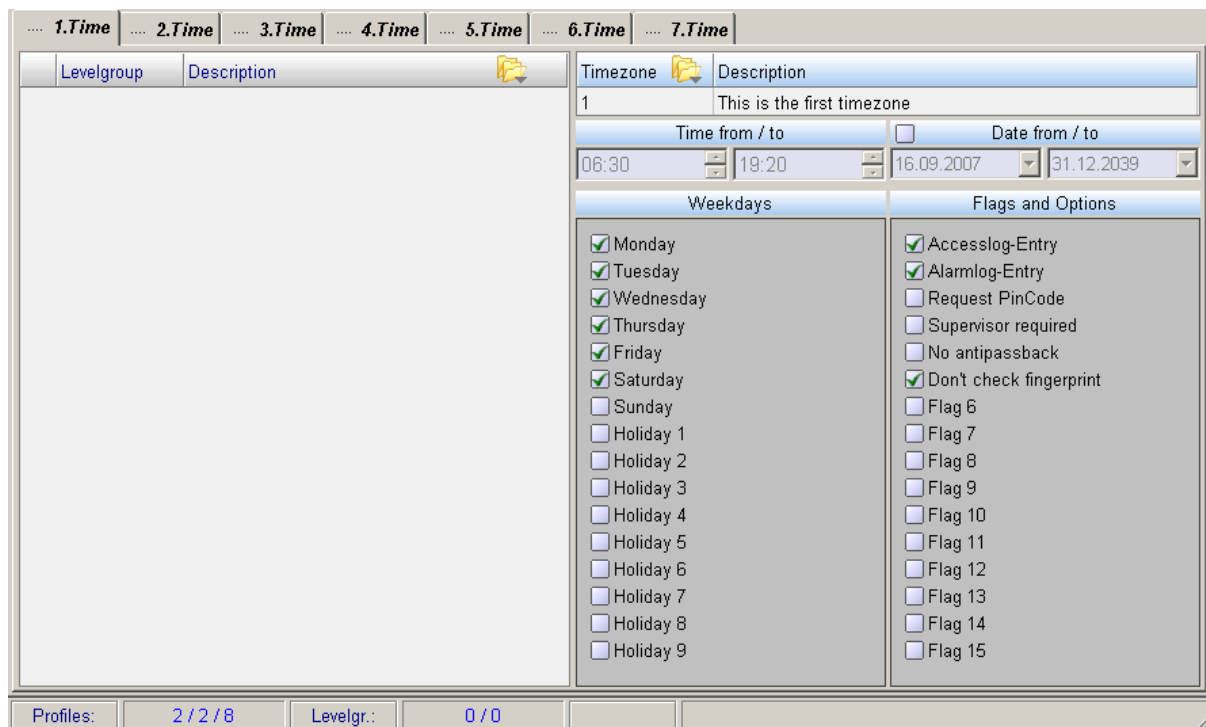 .... 1.Time .... 2.Time .... 3.Time .... 4.Time .... 5.Time .... 6.Time .... 7.Time
Levelgroup Description
Timezone Description
1 This is the first timezone
Time from / to Date from / to
06:30 19:20 16.09.2007 31.12.2039
Weekdays
Monday
Tuesday
Wednesday
Thursday
Friday
Saturday
Sunday
Holiday 1
Holiday 2
Holiday 3
Holiday 4
Holiday 5
Holiday 6
Holiday 7
Holiday 8
Holiday 9
Flags and Options
Accesslog-Entry
Alarmlog-Entry
Request PinCode
Supervisor required
No antipassback
Don't check fingerprint
Flag 6
Flag 7
Flag 8
Flag 9
Flag 10
Flag 11
Flag 12
Flag 13
Flag 14
Flag 15
Profiles: 2 / 2 / 8 Levelgr.: 0 / 0